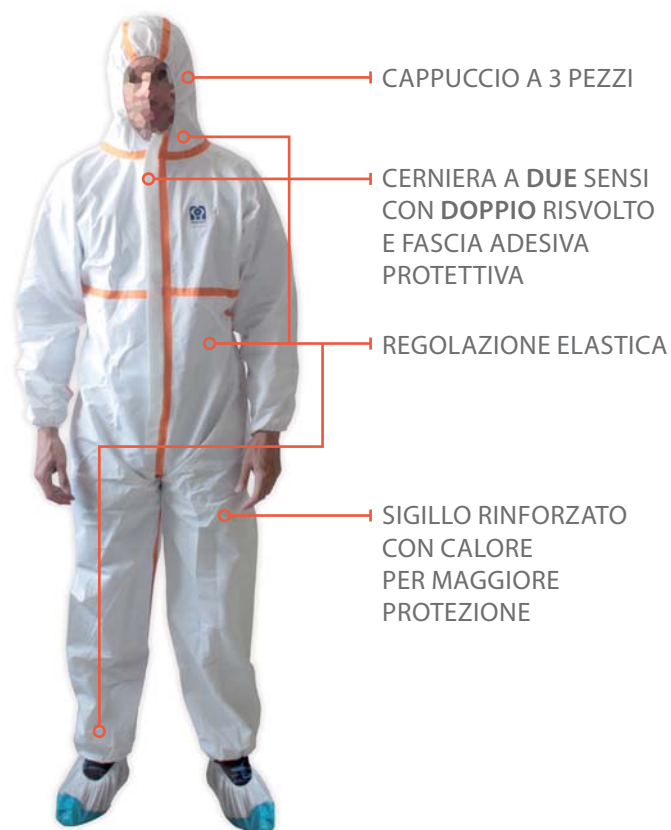 CAPPUCCIO A 3 PEZZI
CERNIERA A DUE SENSI
CON DOPPIO RISVOLTO
E FASCIA ADESIVA
PROTETTIVA
REGOLAZIONE ELASTICA
SIGILLO RINFORZATO
CON CALORE
PER MAGGIORE
PROTEZIONE